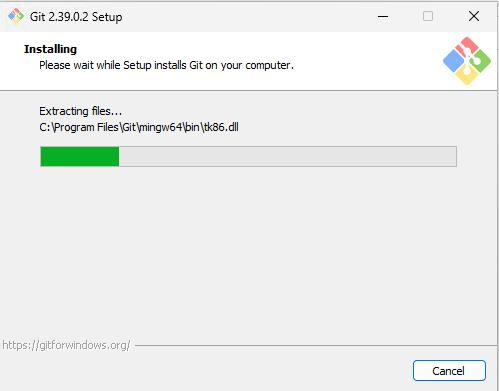 Git 2.39.0.2 Setup
Installing
Please wait while Setup installs Git on your computer.
Extracting files...
C:\Program Files\Git\mingw64\bin\tk86.dll
https://gitforwindows.org/
Cancel